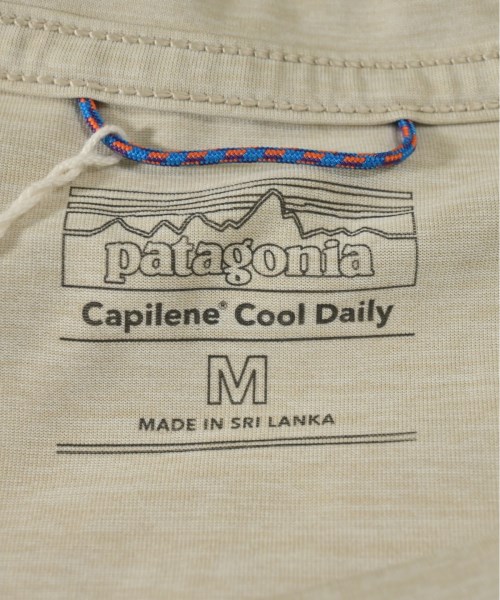 patagonia
Capilene® Cool Daily
M
MADE IN SRI LANKA